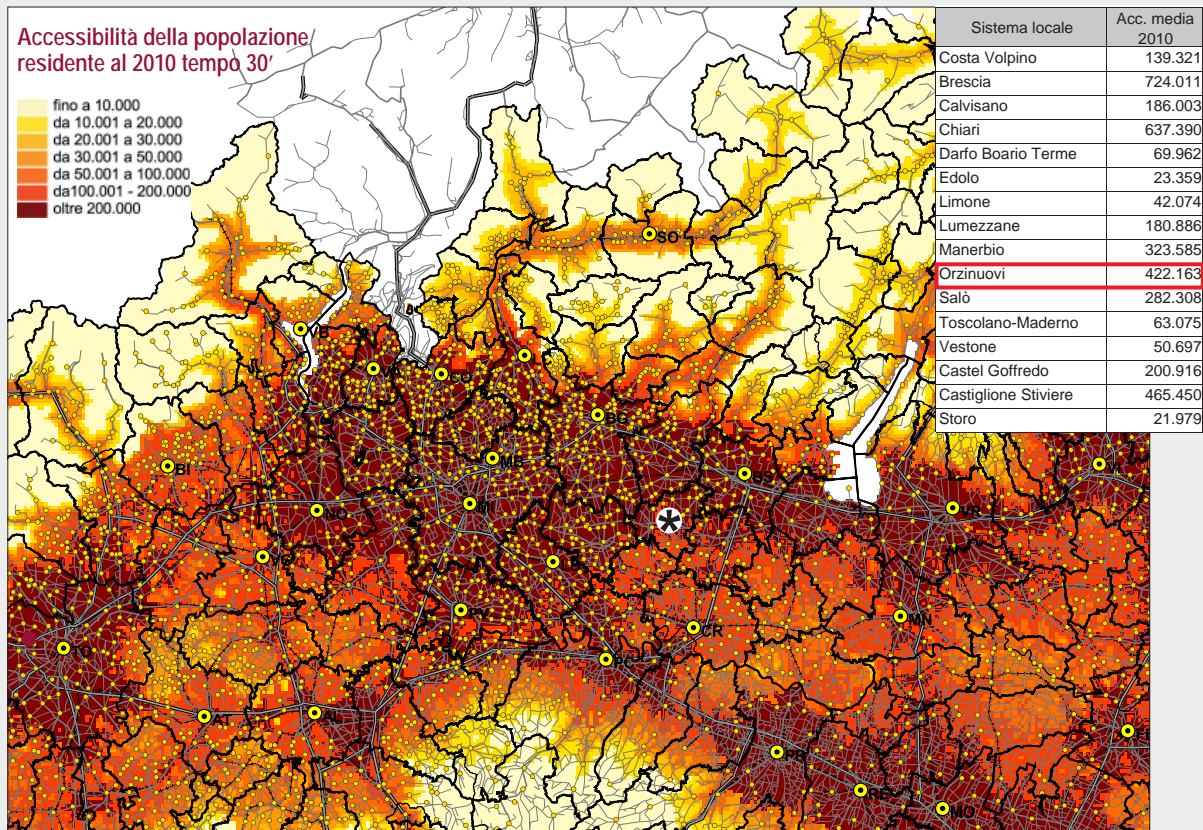 Accessibilità della popolazione
residente al 2010 tempo 30'
fino a 10.000
da 10.001 a 20.000
da 20.001 a 30.000
da 30.001 a 50.000
da 50.001 a 100.000
da100.001 - 200.000
oltre 200.000
Sistema locale Acc. media 2010
Costa Volpino 139.321
Brescia 724.011
Calvisano 186.003
Chiari 637.390
Darfo Boario Terme 69.962
Edolo 23.359
Limone 42.074
Lumezzane 180.886
Manerbio 323.585
Orzinuovi 422.163
Salò 282.308
Toscolano-Maderno 63.075
Vestone 50.697
Castel Goffredo 200.916
Castiglione Stiviere 465.450
Storo 21.979
SO
VB
CO
BG
BI
MB
BS
VI
NO
MI
VR
PV
CR
MN
TO
PC
AT
AL
PR
RE
MO